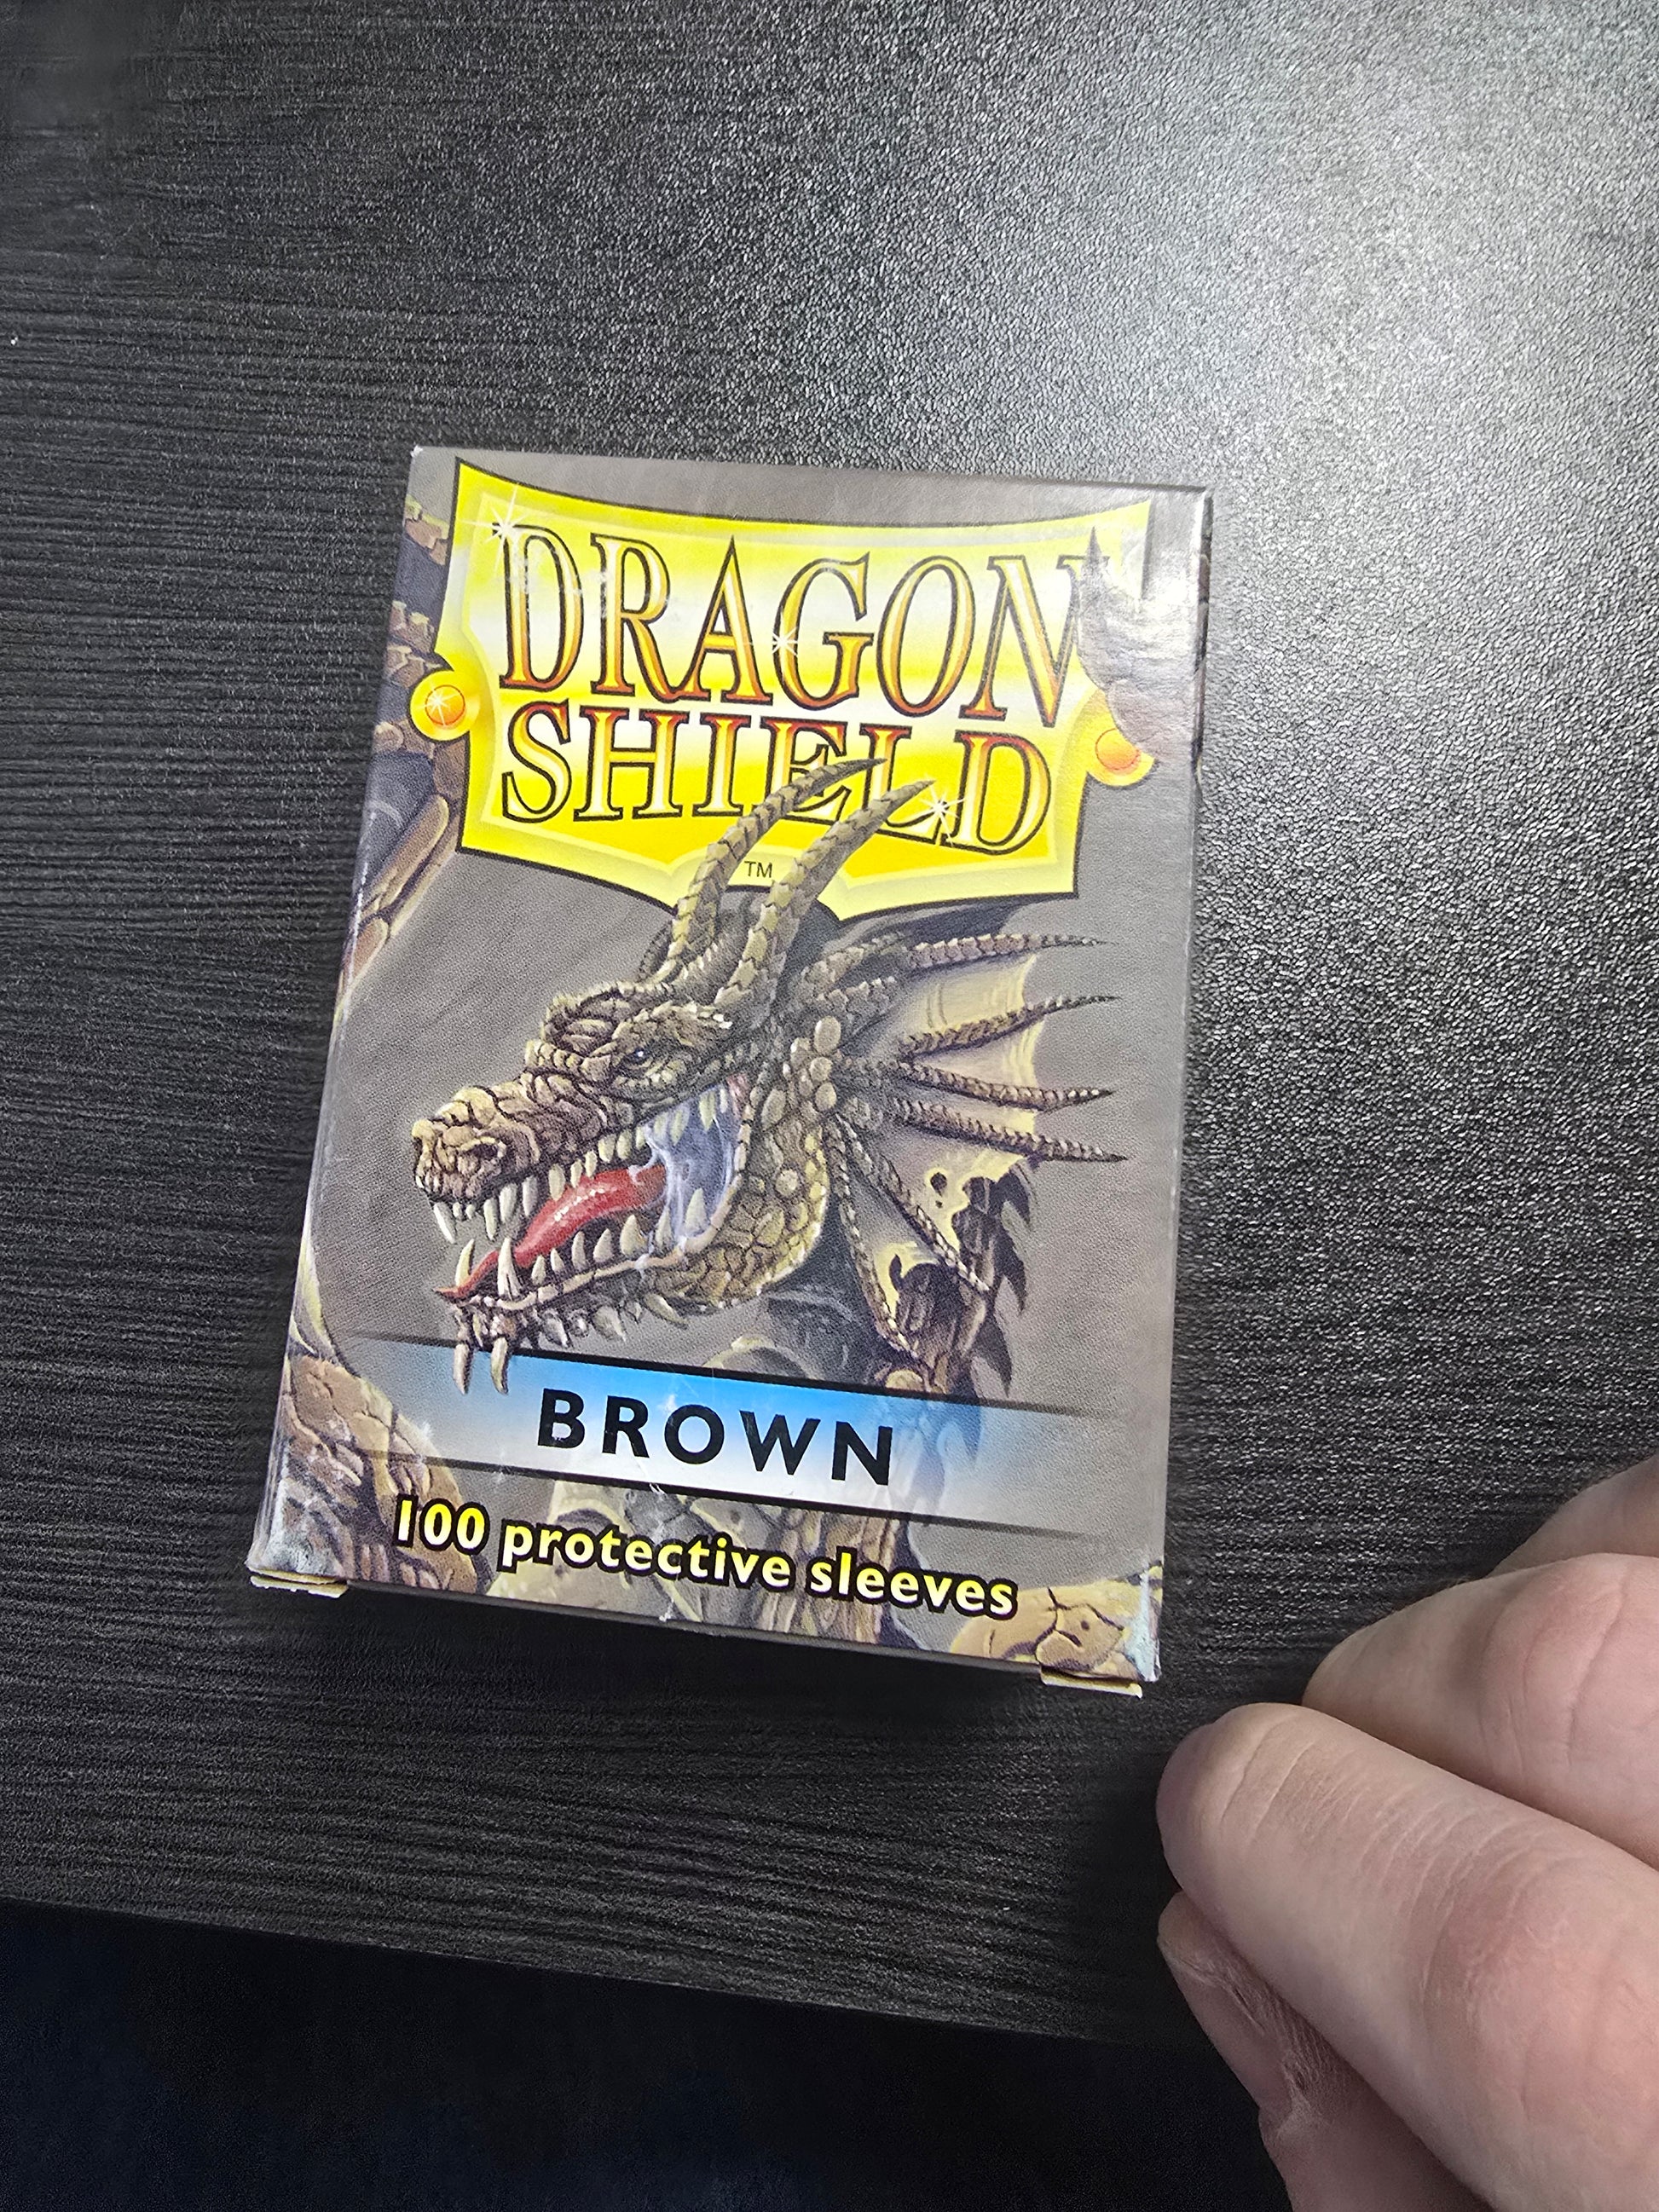 DRAGON
SHIELD
TM
BROWN
100 protective sleeves